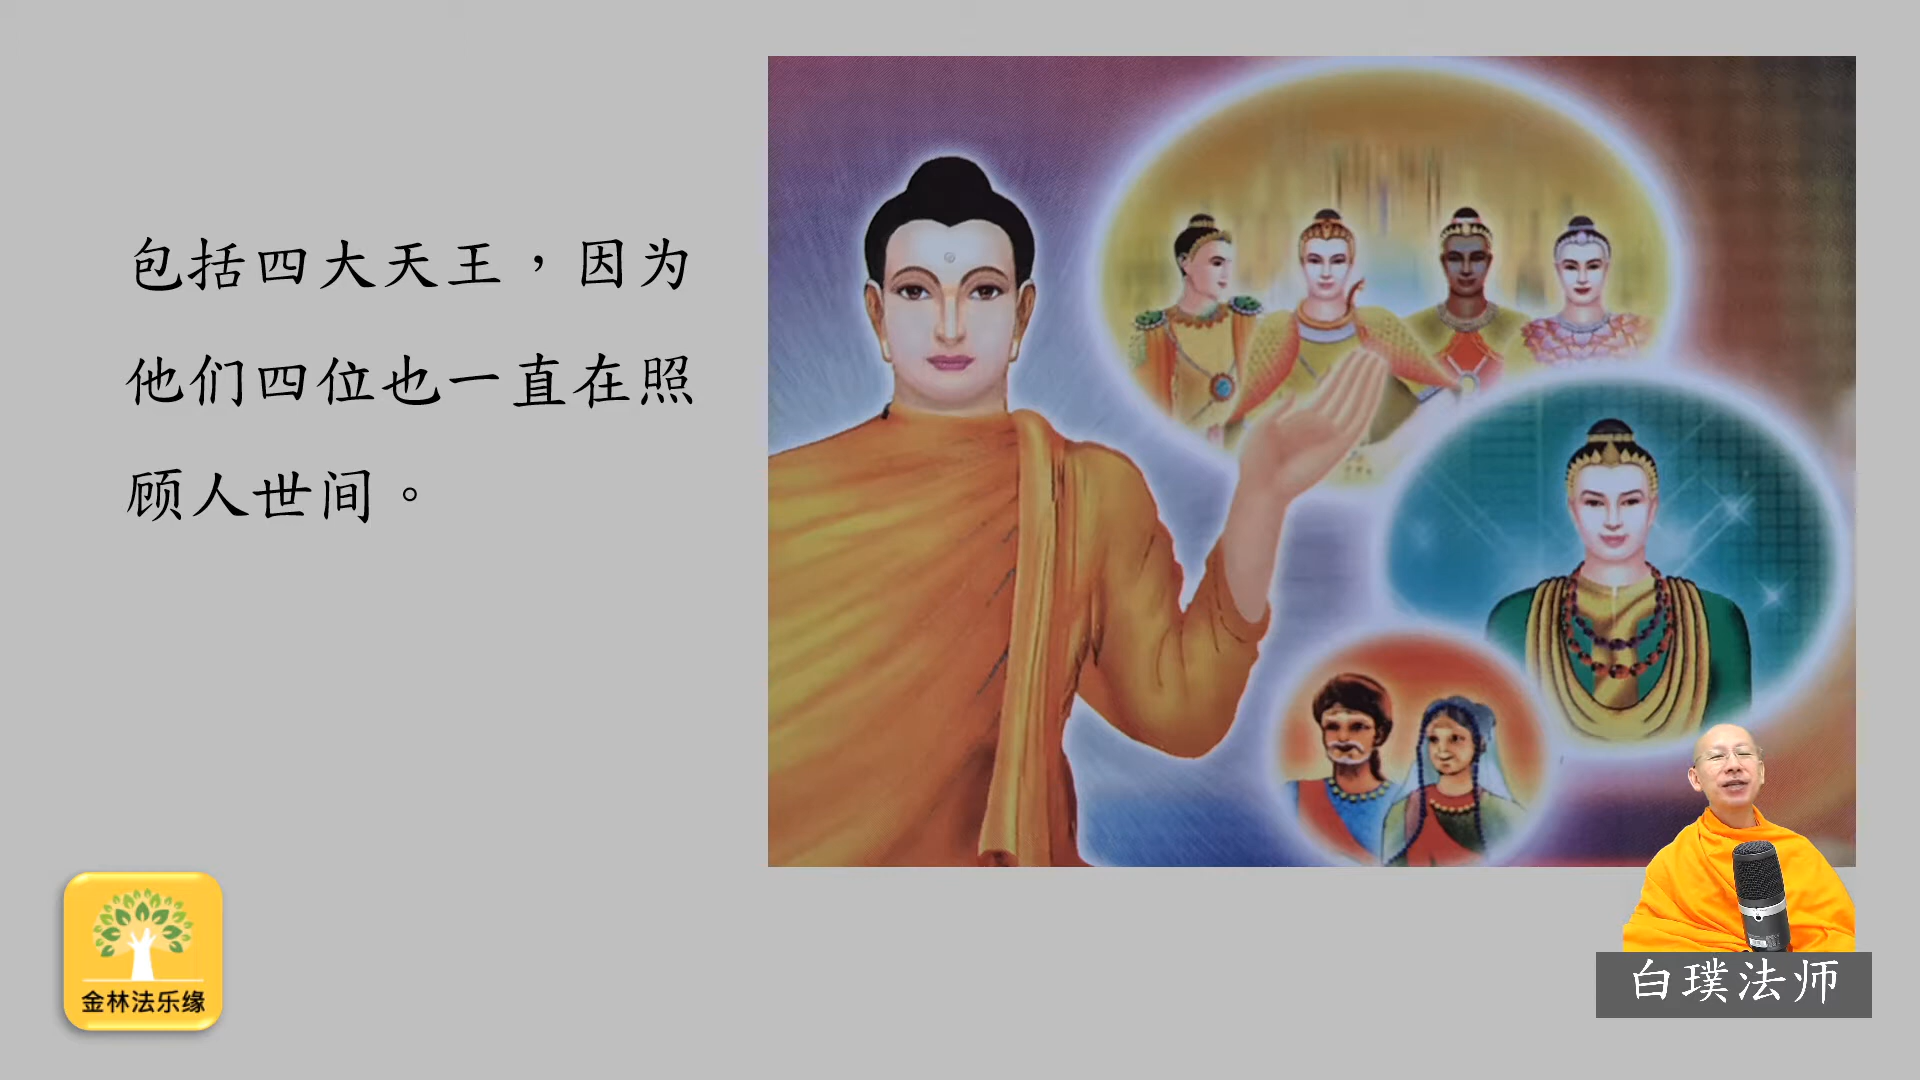 包括四大天王，因为
他们四位也一直在照
顾人世间。
金林法乐缘
白璞法师